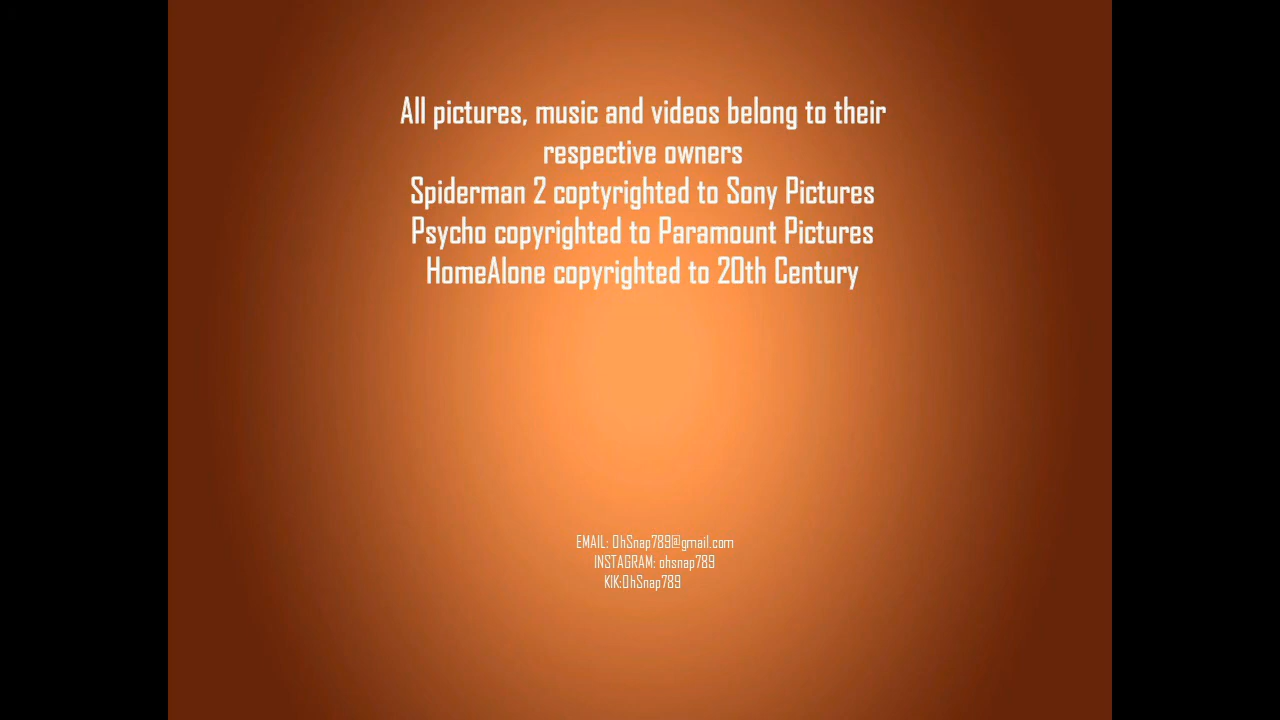 All pictures, music and videos belong to their
respective owners
Spiderman 2 coptyrighted to Sony Pictures
Psycho copyrighted to Paramount Pictures
HomeAlone copyrighted to 20th Century
EMAIL: OhSnap789@gmail.com
INSTAGRAM: ohsnap789
KIK:OhSnap789